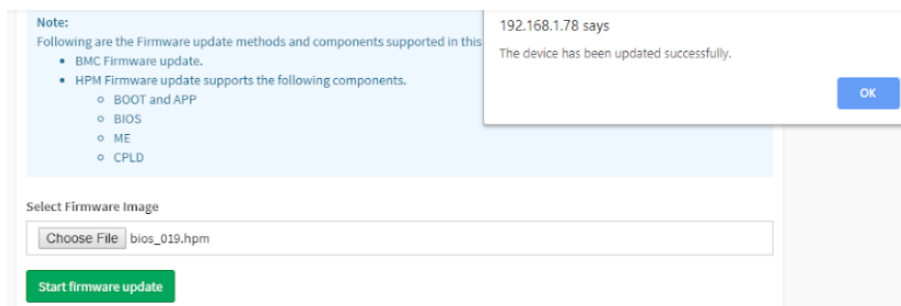 Note:
Following are the Firmware update methods and components supported in this
• BMC Firmware update.
• HPM Firmware update supports the following components.
○ BOOT and APP
○ BIOS
○ ME
○ CPLD
192.168.1.78 says
The device has been updated successfully.
OK
Select Firmware Image
Choose File bios_019.hpm
Start firmware update